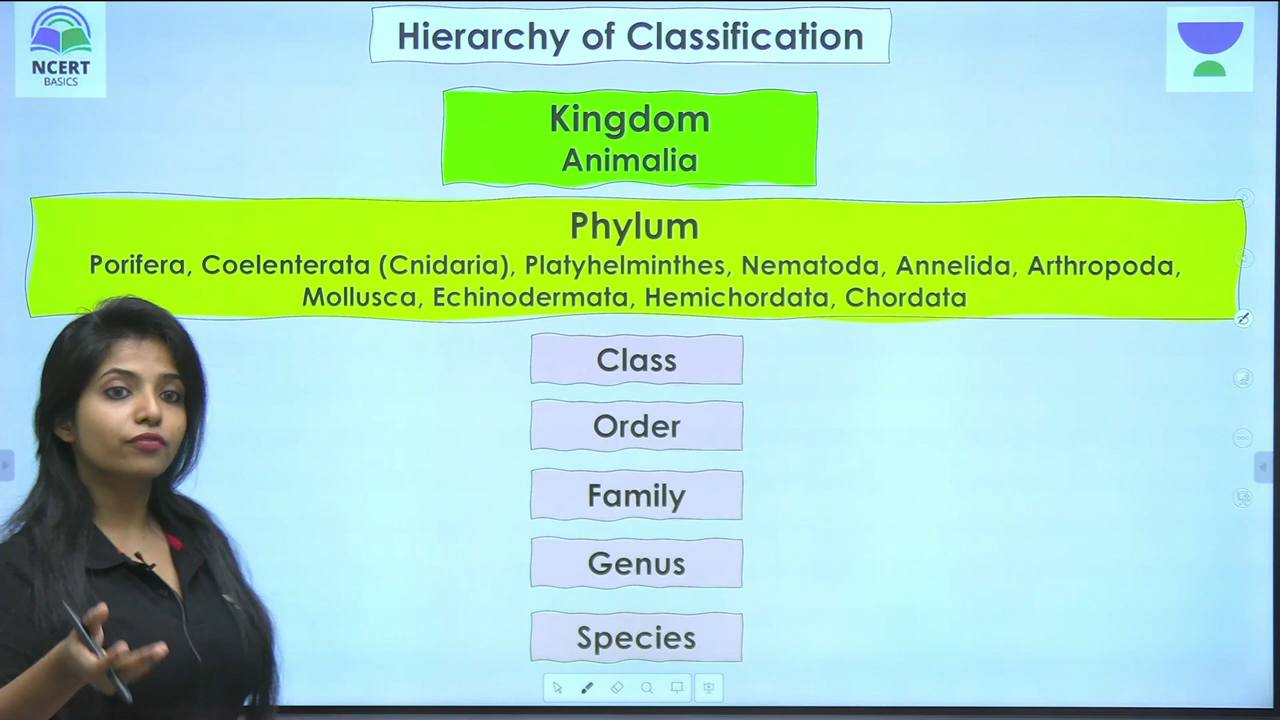 NCERT
BASICS
Hierarchy of Classification
Kingdom
Animalia
Phylum
Porifera, Coelenterata (Cnidaria), Platyhelminthes, Nematoda, Annelida, Arthropoda,
Mollusca, Echinodermata, Hemichordata, Chordata
Class
Order
Family
Genus
Species